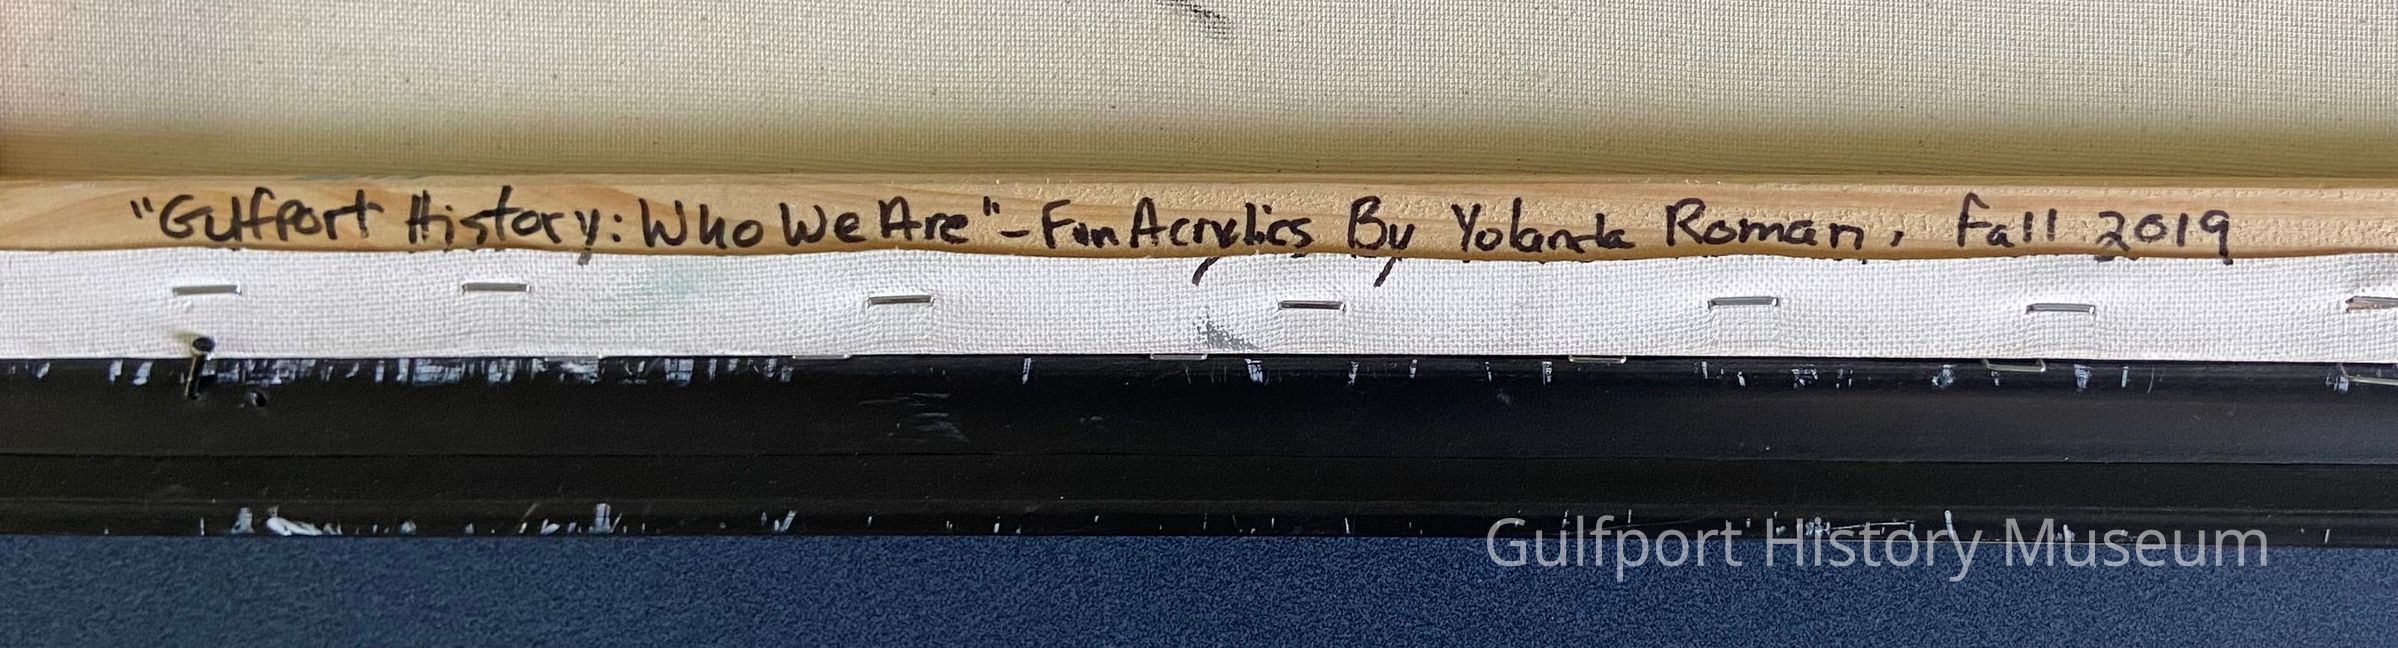 "Gulfport History: Who We Are" - Fun Acrylics By Yolanda Roman, Fall 2019
Gulfport History Museum